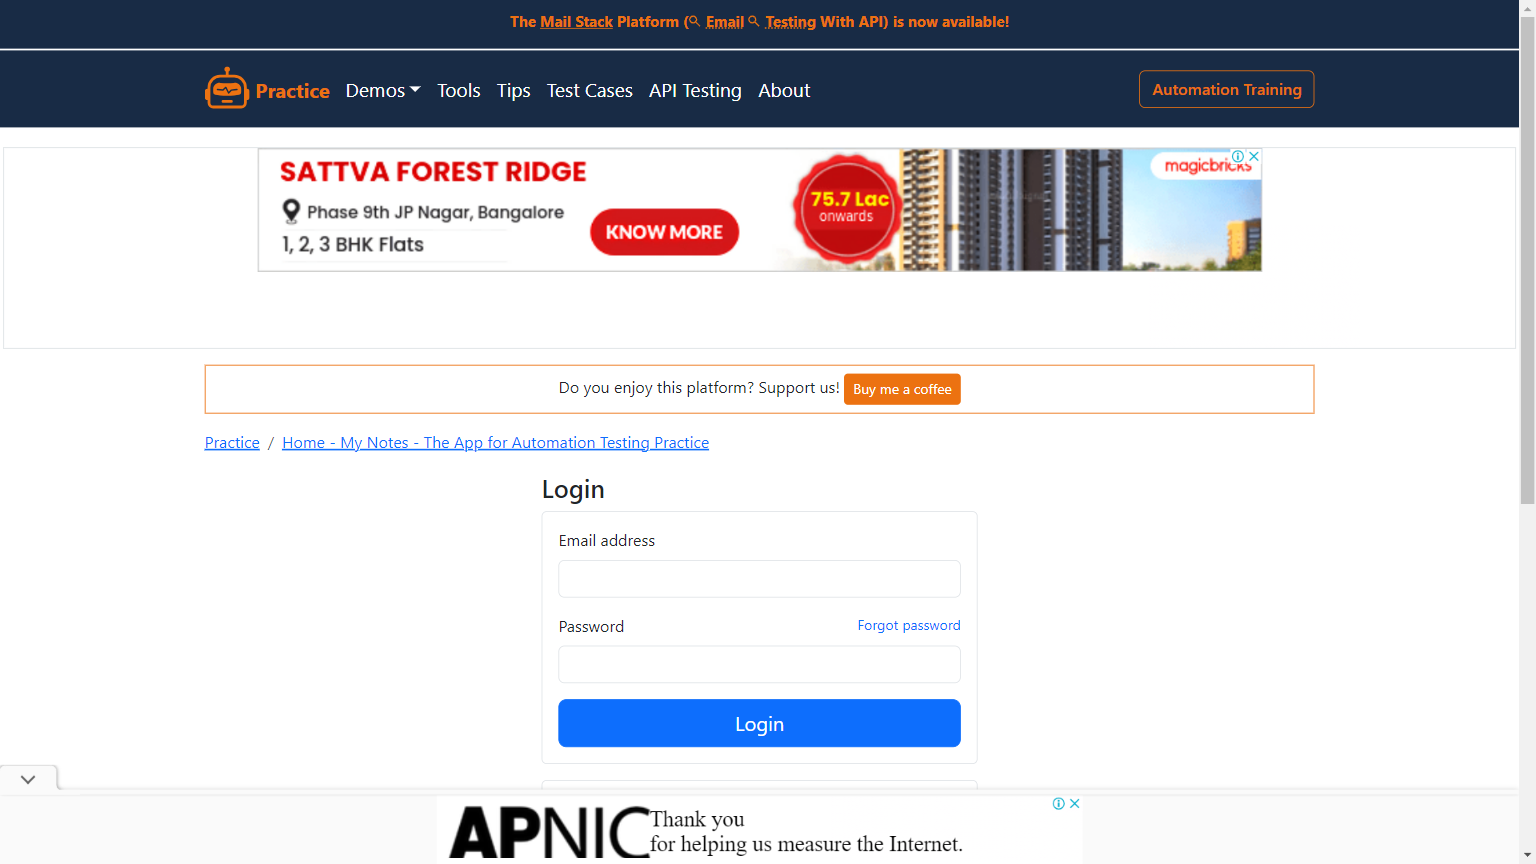 The Mail Stack Platform (Email Testing With API) is now available!
Practice
Demos
Tools
Tips
Test Cases
API Testing
About
Automation Training
SATTVA FOREST RIDGE
Phase 9th JP Nagar, Bangalore
1, 2, 3 BHK Flats
KNOW MORE
75.7 Lac
onwards
magicbricks
Do you enjoy this platform? Support us! Buy me a coffee
Practice / Home - My Notes - The App for Automation Testing Practice
Login
Email address
Password
Forgot password
Login
APNIC
Thank you
for helping us measure the Internet.